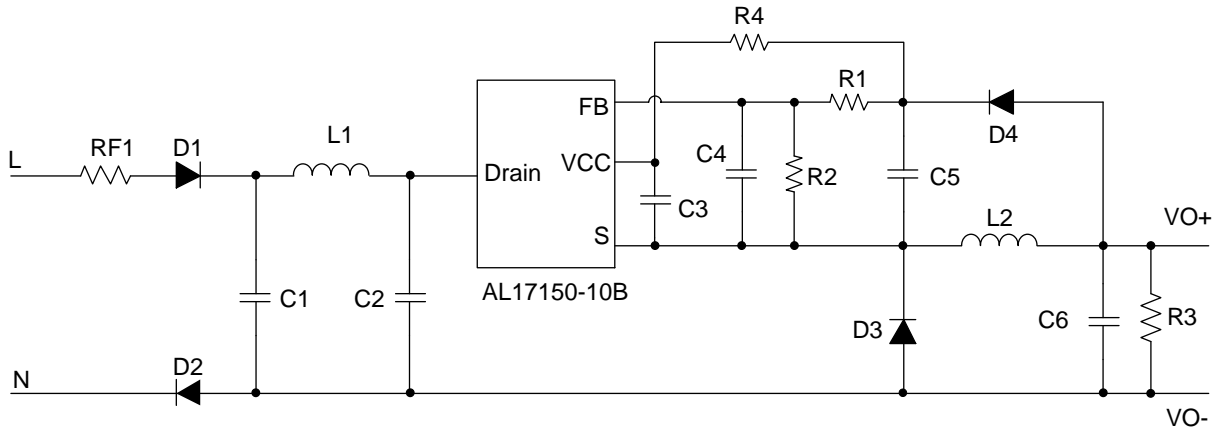 R4
FB
R1
D4
L
RF1
D1
L1
Drain
VCC
C4
R2
C5
C3
S
L2
VO+
C1
C2
AL17150-10B
D3
C6
R3
N
D2
VO-